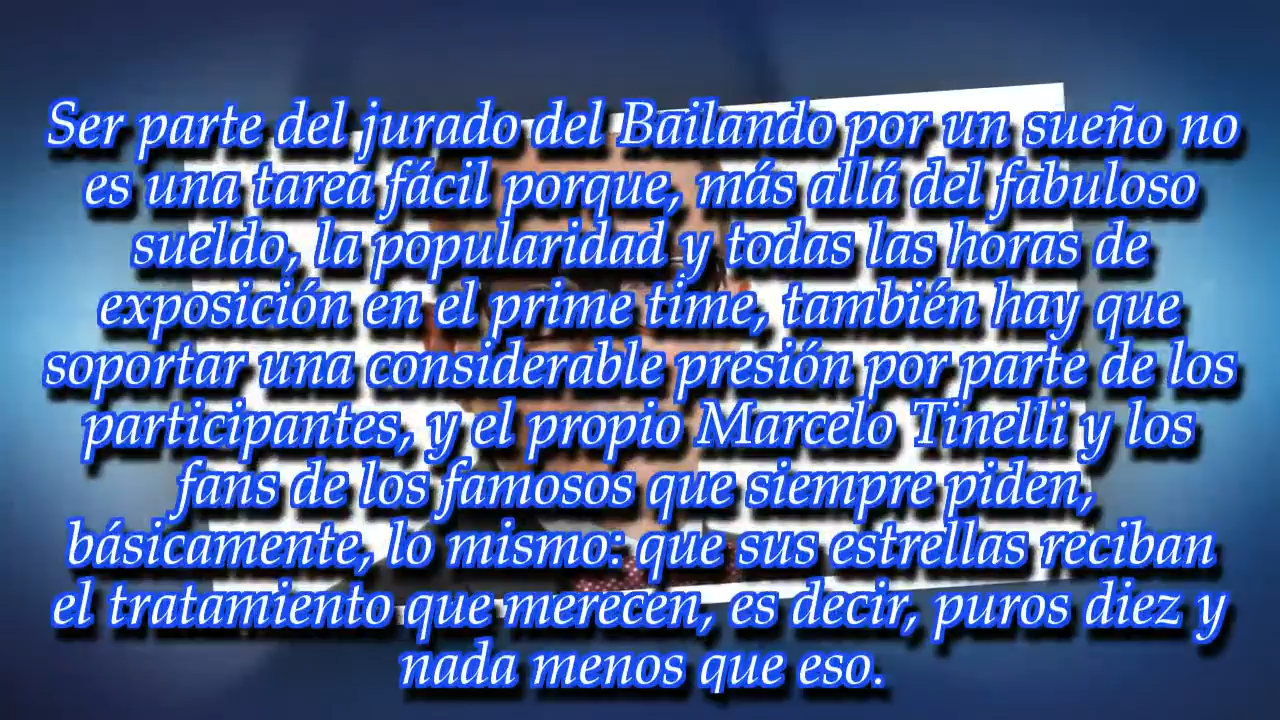 Ser parte del jurado del Bailando por un sueño no
es una tarea fácil porque, más allá del fabuloso
sueldo, la popularidad y todas las horas de
exposición en el prime time, también hay que
soportar una considerable presión por parte de los
participantes, y el propio Marcelo Tinelli y los
fans de los famosos que siempre piden,
básicamente, lo mismo: que sus estrellas reciban
el tratamiento que merecen, es decir, puros diez y
nada menos que eso.